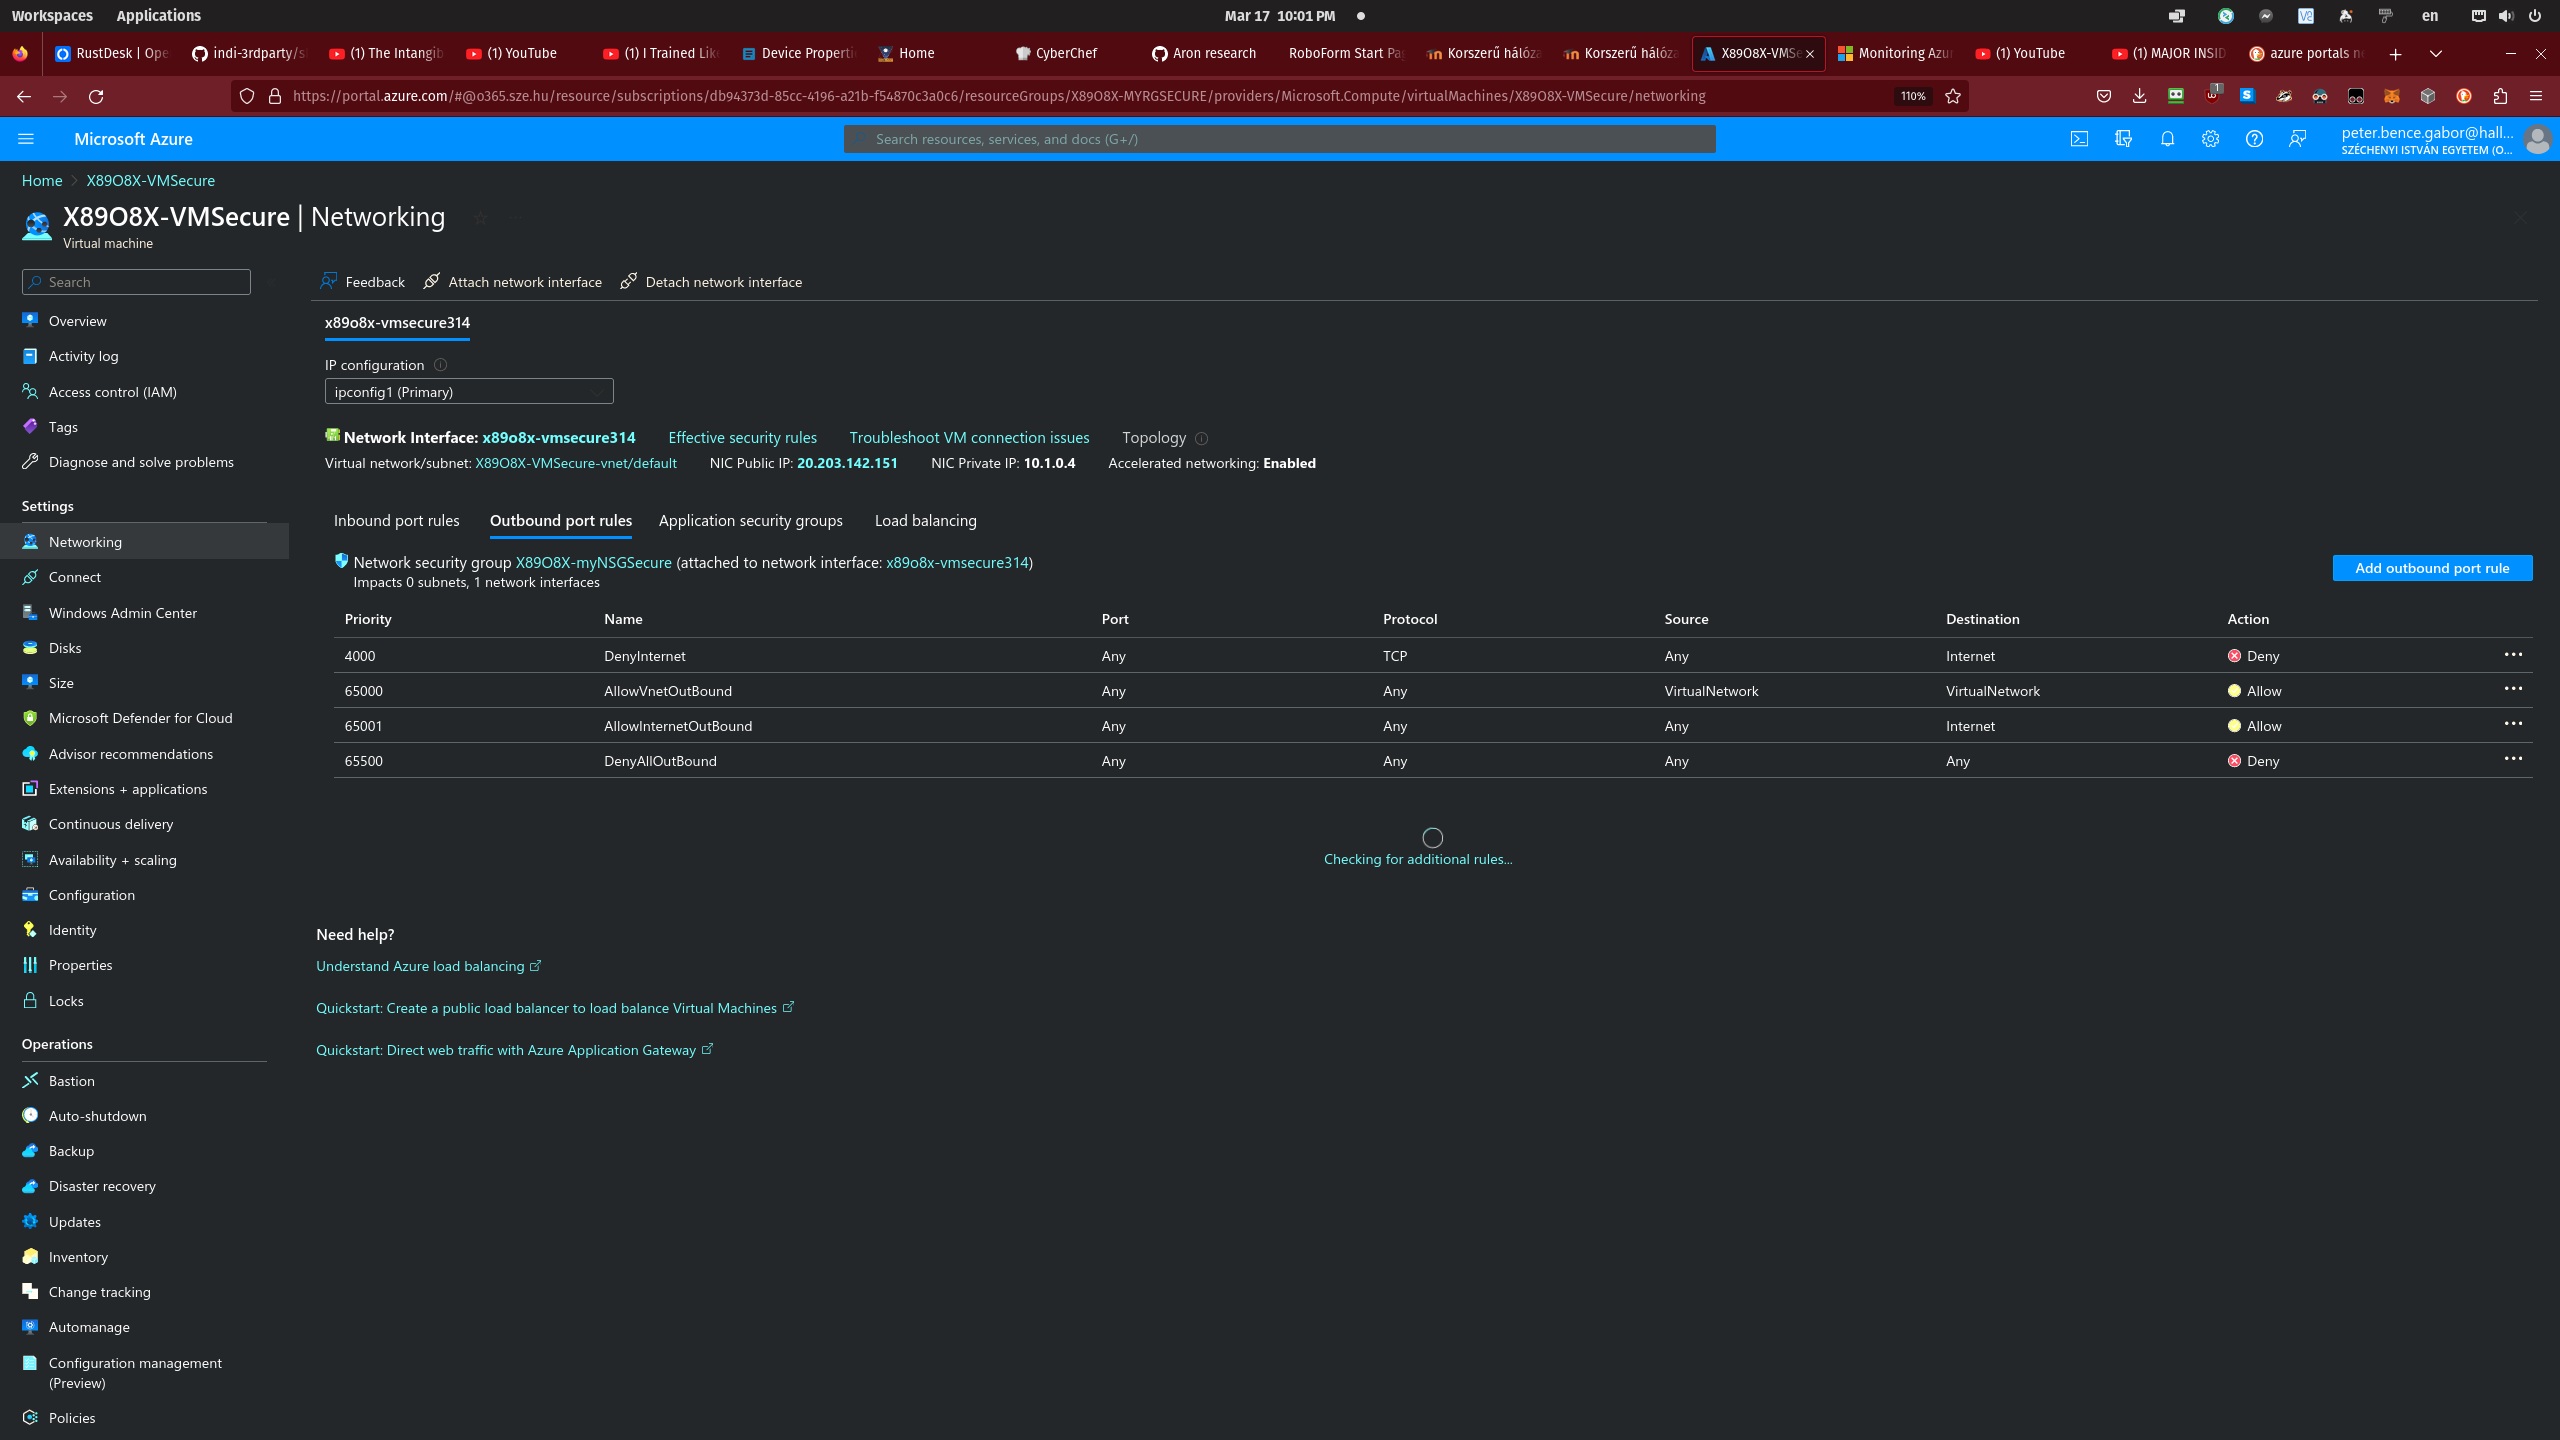 Workspaces Applications Mar 17 10:01 PM en
RustDesk | Ope indi-3rdparty/s (1) The Intangib (1) YouTube (1) I Trained Like Device Propertie Home CyberChef Aron research RoboForm Start Pag Korszerű hálóza Korszerű hálóza X89O8X-VMSe Monitoring Azur (1) YouTube (1) MAJOR INSID azure portals ne
https://portal.azure.com/#@o365.sze.hu/resource/subscriptions/db94373d-85cc-4196-a21b-f54870c3a0c6/resourceGroups/X89O8X-MYRGSECURE/providers/Microsoft.Compute/virtualMachines/X89O8X-VMSecure/networking 110% 1
Microsoft Azure Search resources, services, and docs (G+/) peter.bence.gabor@hall...
SZÉCHENYI ISTVÁN EGYETEM (O...
Home X89O8X-VMSecure
X89O8X-VMSecure | Networking
Virtual machine
Search
Feedback Attach network interface Detach network interface
Overview
Activity log
Access control (IAM)
Tags
Diagnose and solve problems
Settings
Networking
Connect
Windows Admin Center
Disks
Size
Microsoft Defender for Cloud
Advisor recommendations
Extensions + applications
Continuous delivery
Availability + scaling
Configuration
Identity
Properties
Locks
Operations
Bastion
Auto-shutdown
Backup
Disaster recovery
Updates
Inventory
Change tracking
Automanage
Configuration management
(Preview)
Policies
x89o8x-vmsecure314
IP configuration
ipconfig1 (Primary)
Network Interface: x89o8x-vmsecure314 Effective security rules Troubleshoot VM connection issues Topology
Virtual network/subnet: X89O8X-VMSecure-vnet/default NIC Public IP: 20.203.142.151 NIC Private IP: 10.1.0.4 Accelerated networking: Enabled
Inbound port rules Outbound port rules Application security groups Load balancing
Network security group X89O8X-myNSGSecure (attached to network interface: x89o8x-vmsecure314)
Impacts 0 subnets, 1 network interfaces
Add outbound port rule
Priority Name Port Protocol Source Destination Action
4000 DenyInternet Any TCP Any Internet Deny
65000 AllowVnetOutBound Any Any VirtualNetwork VirtualNetwork Allow
65001 AllowInternetOutBound Any Any Any Internet Allow
65500 DenyAllOutBound Any Any Any Any Deny
Checking for additional rules...
Need help?
Understand Azure load balancing
Quickstart: Create a public load balancer to load balance Virtual Machines
Quickstart: Direct web traffic with Azure Application Gateway